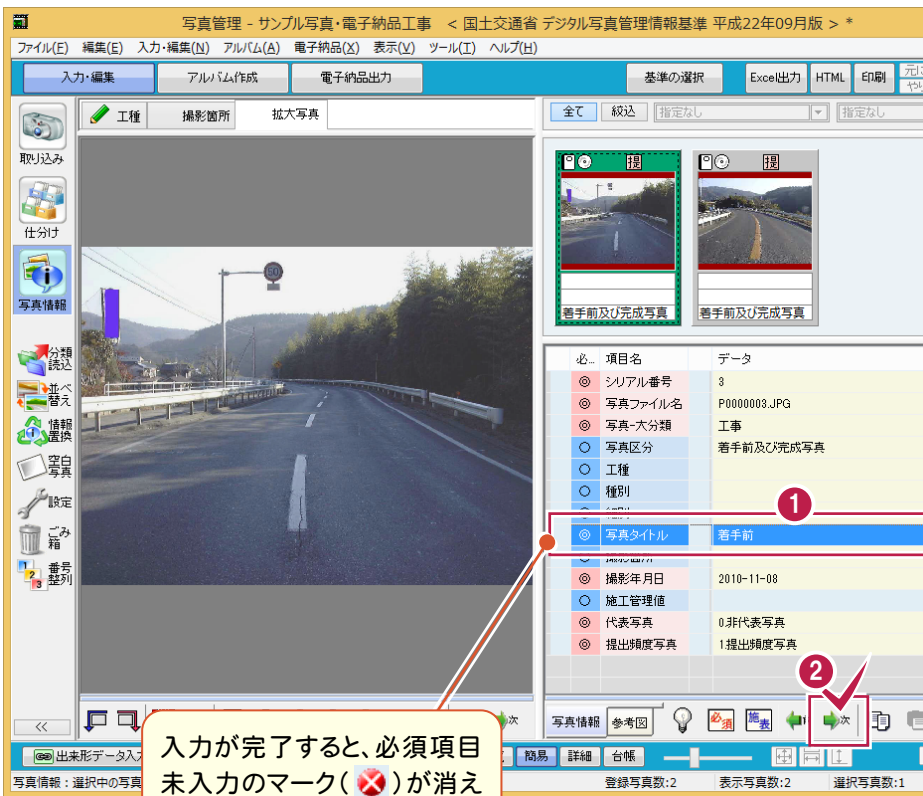 写真管理 - サンプル写真・電子納品工事 < 国土交通省 デジタル写真管理情報基準 平成22年09月版 > *
ファイル(F) 編集(E) 入力・編集(N) アルバム(A) 電子納品(X) 表示(V) ツール(T) ヘルプ(H)
入力・編集 アルバム作成 電子納品出力 基準の選択 Excel出力 HTML 印刷
工種 撮影箇所 拡大写真
全て 絞込 指定なし 指定なし
取り込み
仕分け
写真情報
分類
読込
並べ
替え
情報
置換
空白
写真
設定
ごみ
箱
番号
整列
提
着手前及び完成写真
提
着手前及び完成写真
50
必... 項目名 データ
◎ シリアル番号 3
◎ 写真ファイル名 P0000003.JPG
◎ 写真-大分類 工事
○ 写真区分 着手前及び完成写真
○ 工種
○ 種別
◎ 写真タイトル 着手前
◎ 撮影年月日 2010-11-08
○ 施工管理値
◎ 代表写真 0.非代表写真
◎ 提出頻度写真 1.提出頻度写真
1
2
<< 次
写真情報 参考図 必須 施表 前 次
出来形データ入 簡易 詳細 台帳
写真情報:選択中の写真 登録写真数:2 表示写真数:2 選択写真数:1
入力が完了すると、必須項目
未入力のマーク( )が消え